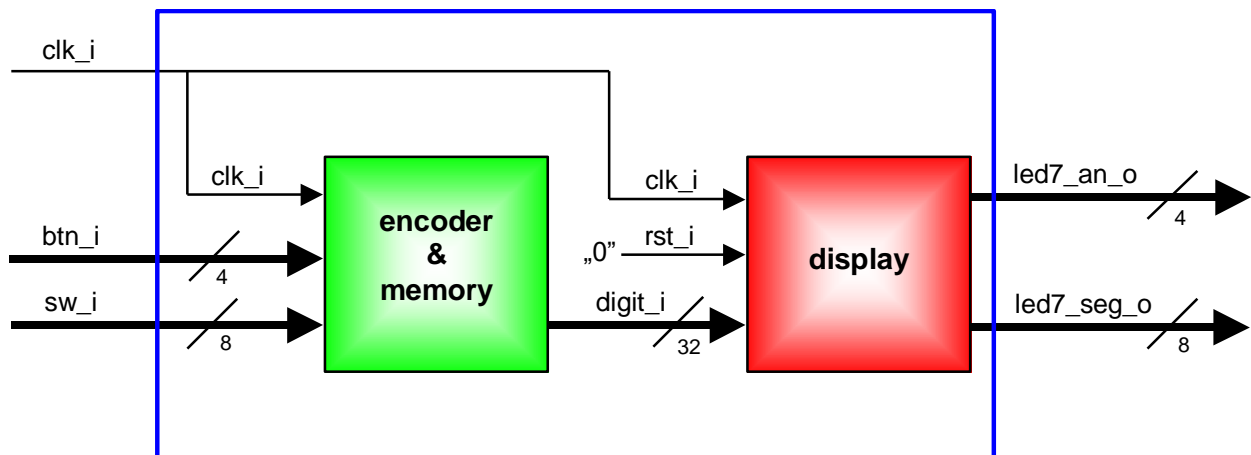 clk_i
clk_i
clk_i
led7_an_o
4
btn_i
4
encoder
&
memory
„0”
rst_i
display
sw_i
8
digit_i
32
led7_seg_o
8